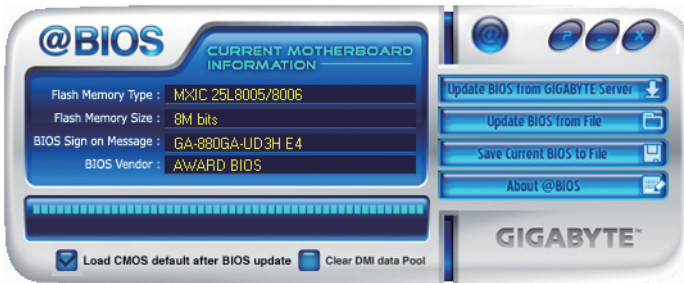 @BIOS
CURRENT MOTHERBOARD
INFORMATION
Flash Memory Type : MXIC 25L8005/8006
Flash Memory Size : 8M bits
BIOS Sign on Message : GA-880GA-UD3H E4
BIOS Vendor : AWARD BIOS
Load CMOS default after BIOS update
Clear DMI data Pool
@
? _ X
Update BIOS from GIGABYTE Server
Update BIOS from File
Save Current BIOS to File
About @BIOS
GIGABYTE™